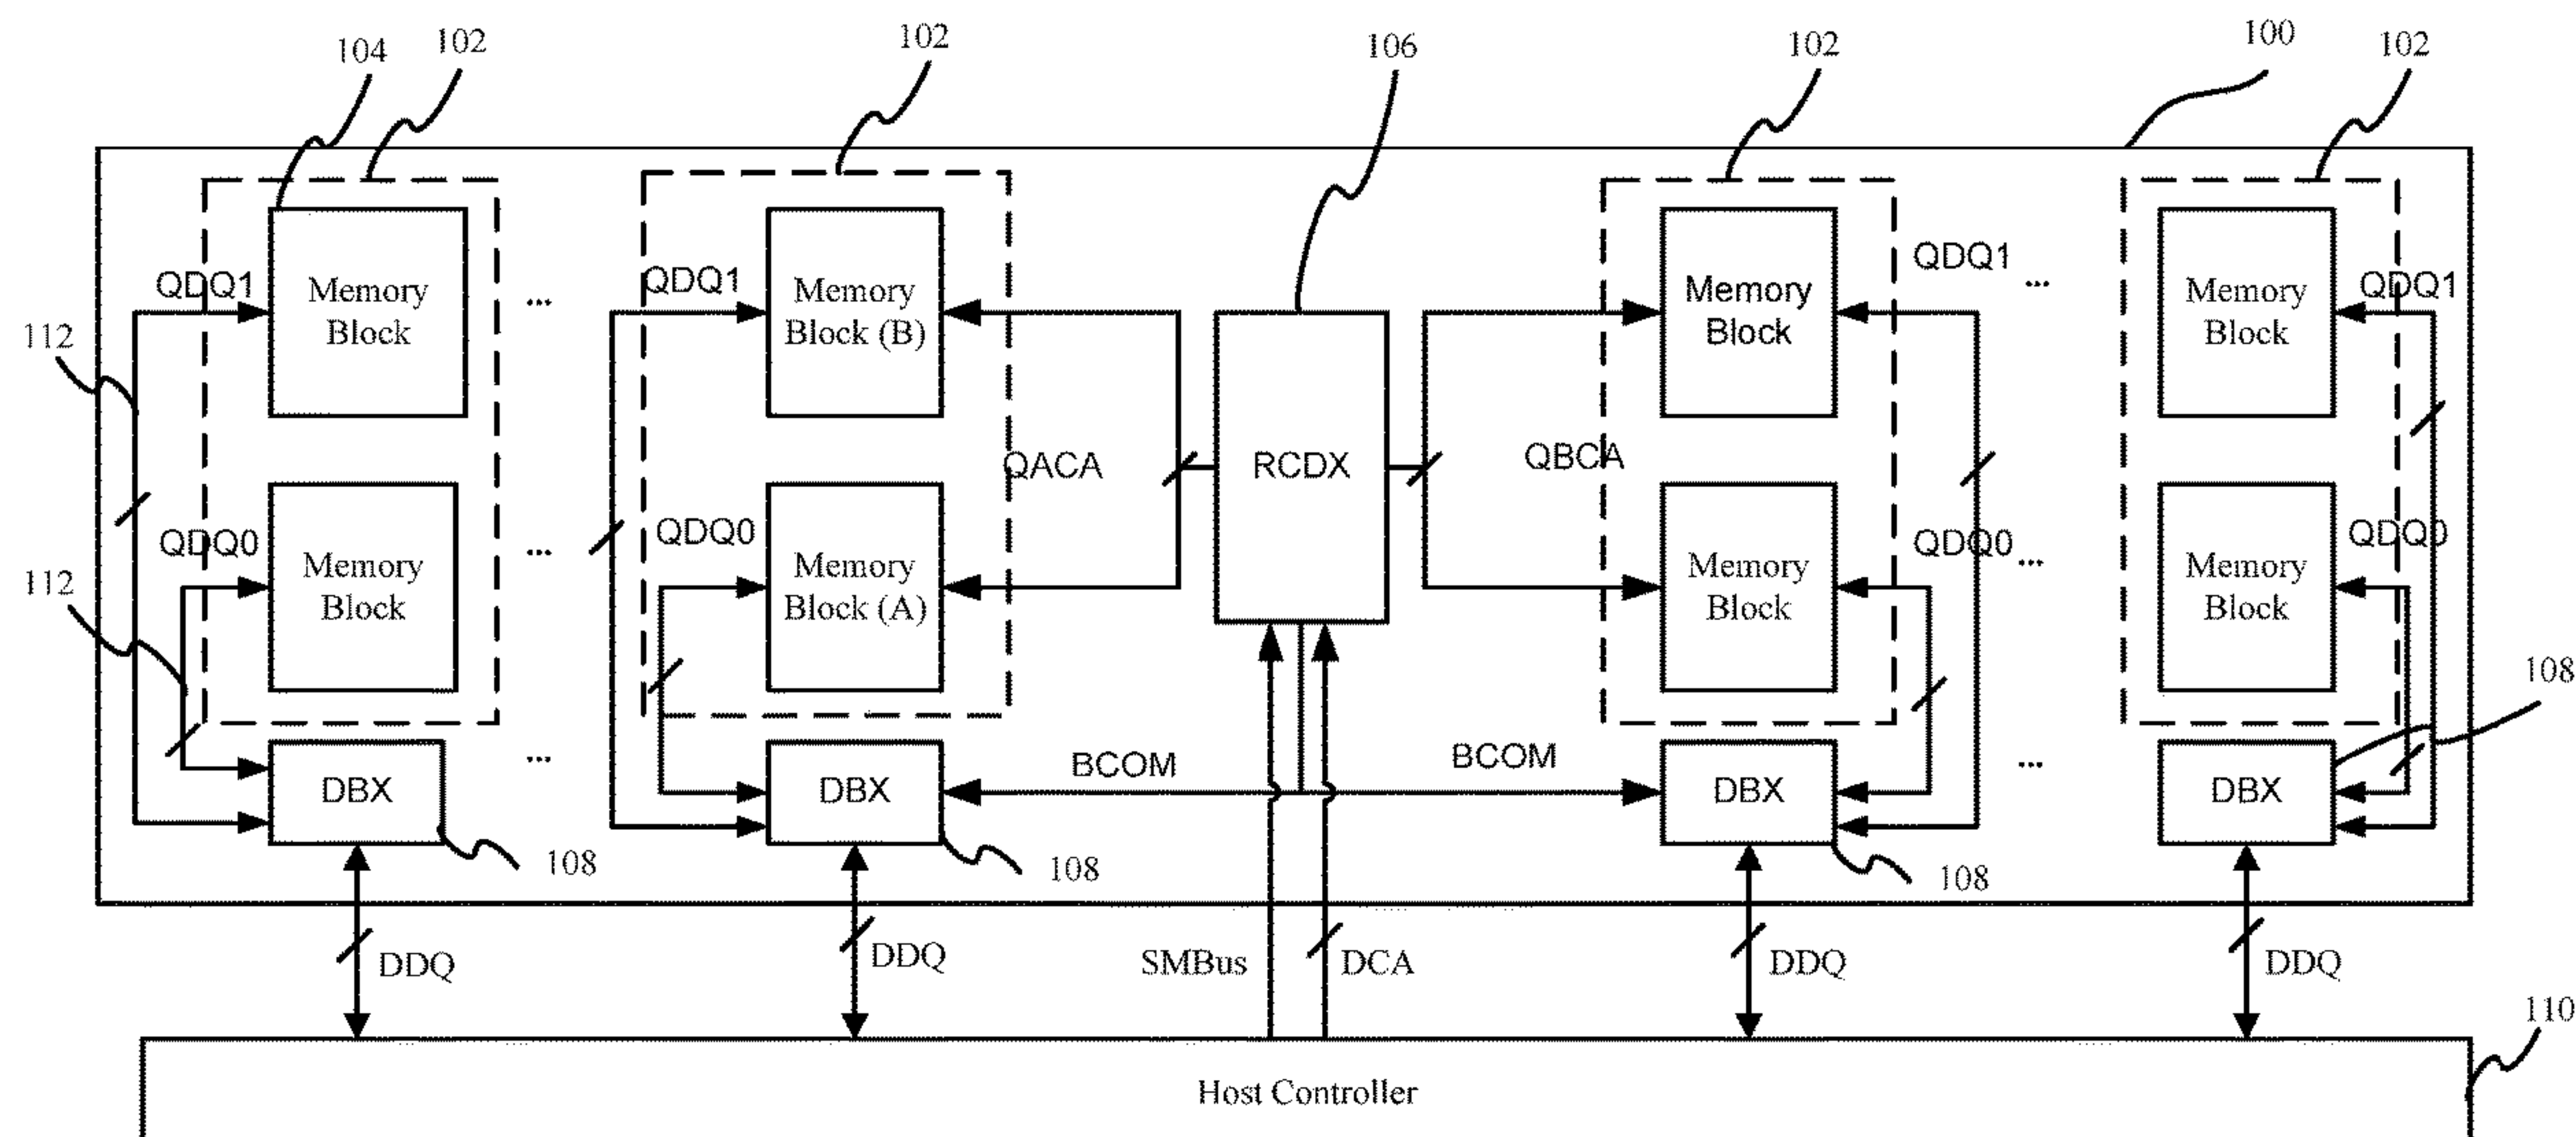 104
102
102
106
102
100
102
QDQ1
Memory
Block
...
QDQ1
Memory
Block (B)
Memory
Block
QDQ1
...
Memory
Block
QDQ1
112
QACA
RCDX
QBCA
QDQ0
Memory
Block
...
QDQ0
Memory
Block (A)
Memory
Block
QDQ0
...
Memory
Block
QDQ0
112
108
DBX
...
DBX
BCOM
BCOM
DBX
...
DBX
108
108
108
DDQ
DDQ
SMBus
DCA
DDQ
DDQ
110
Host Controller